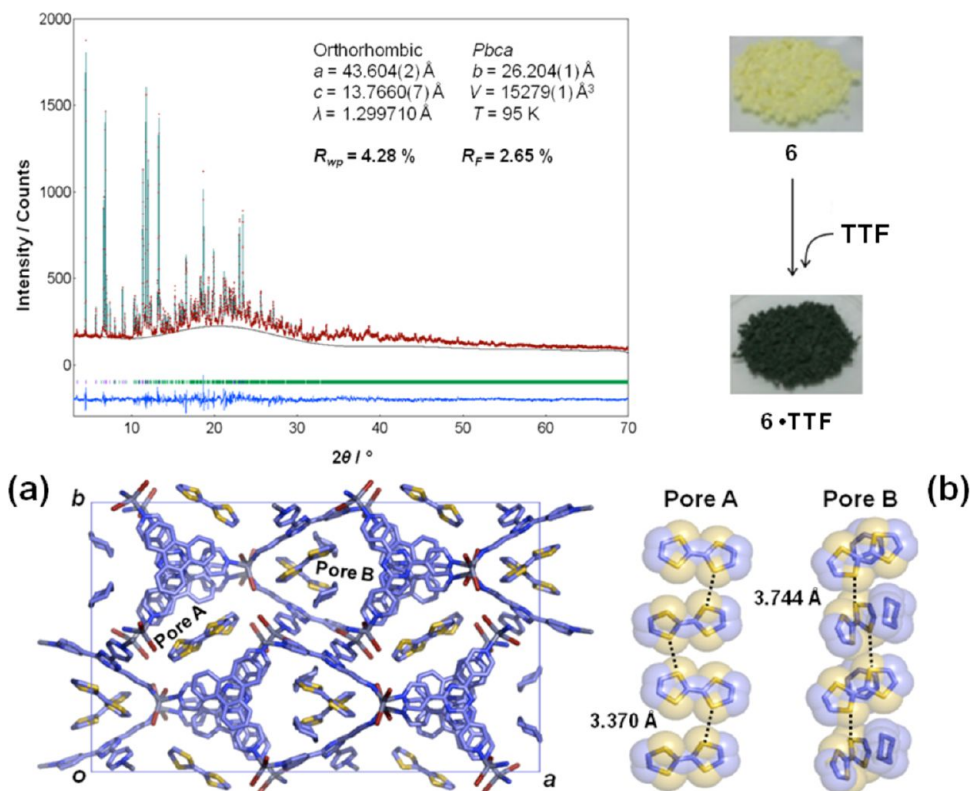 2000
1500
1000
500
0
Intensity / Counts
Orthorhombic Pbca
a = 43.604(2) Å b = 26.204(1) Å
c = 13.7660(7) Å V = 15279(1) Å³
λ = 1.299710 Å T = 95 K
Rwp = 4.28 % RF = 2.65 %
10 20 30 40 50 60 70
2θ / °
6
TTF
6•TTF
(a)
b
Pore B
Pore A
o
a
Pore A Pore B
(b)
3.744 Å
3.370 Å